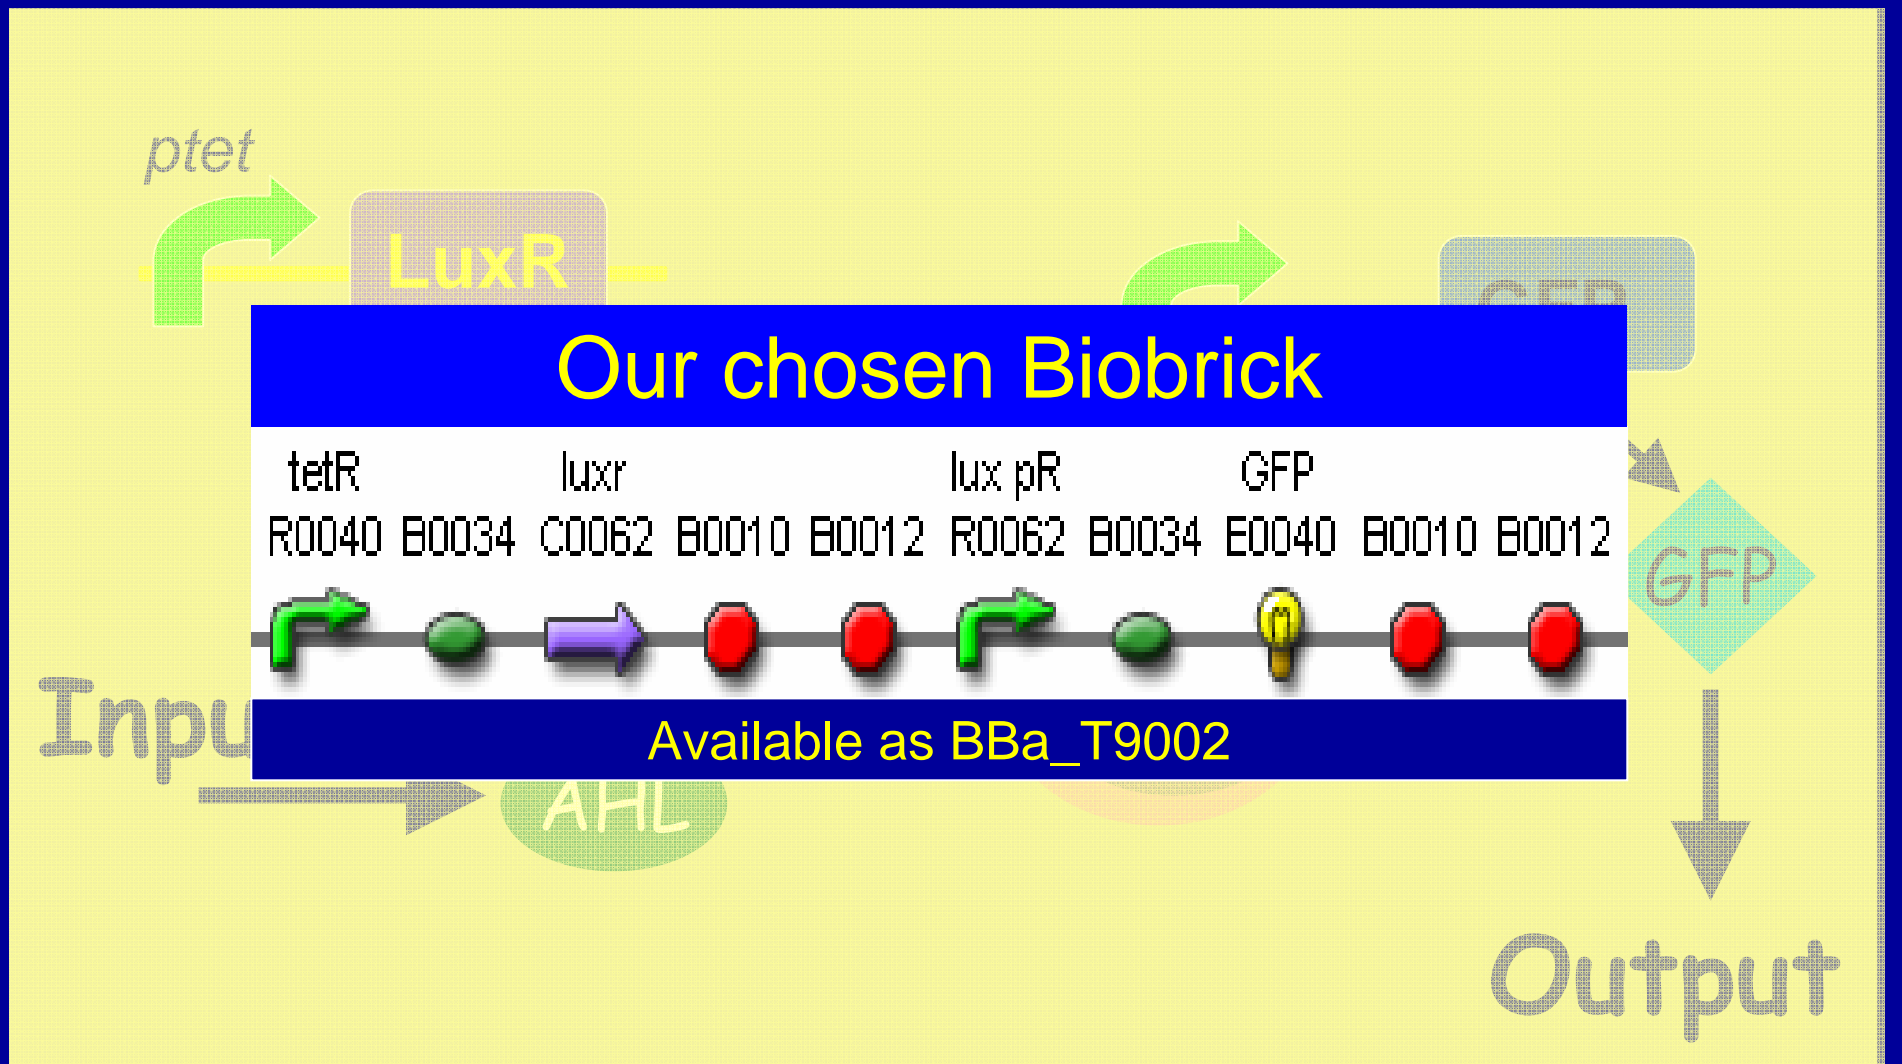 ptet
LuxR
GFP
Our chosen Biobrick
tetR luxr lux pR GFP
R0040 B0034 C0062 B0010 B0012 R0062 B0034 E0040 B0010 B0012
GFP
Available as BBa_T9002
AHL
Output